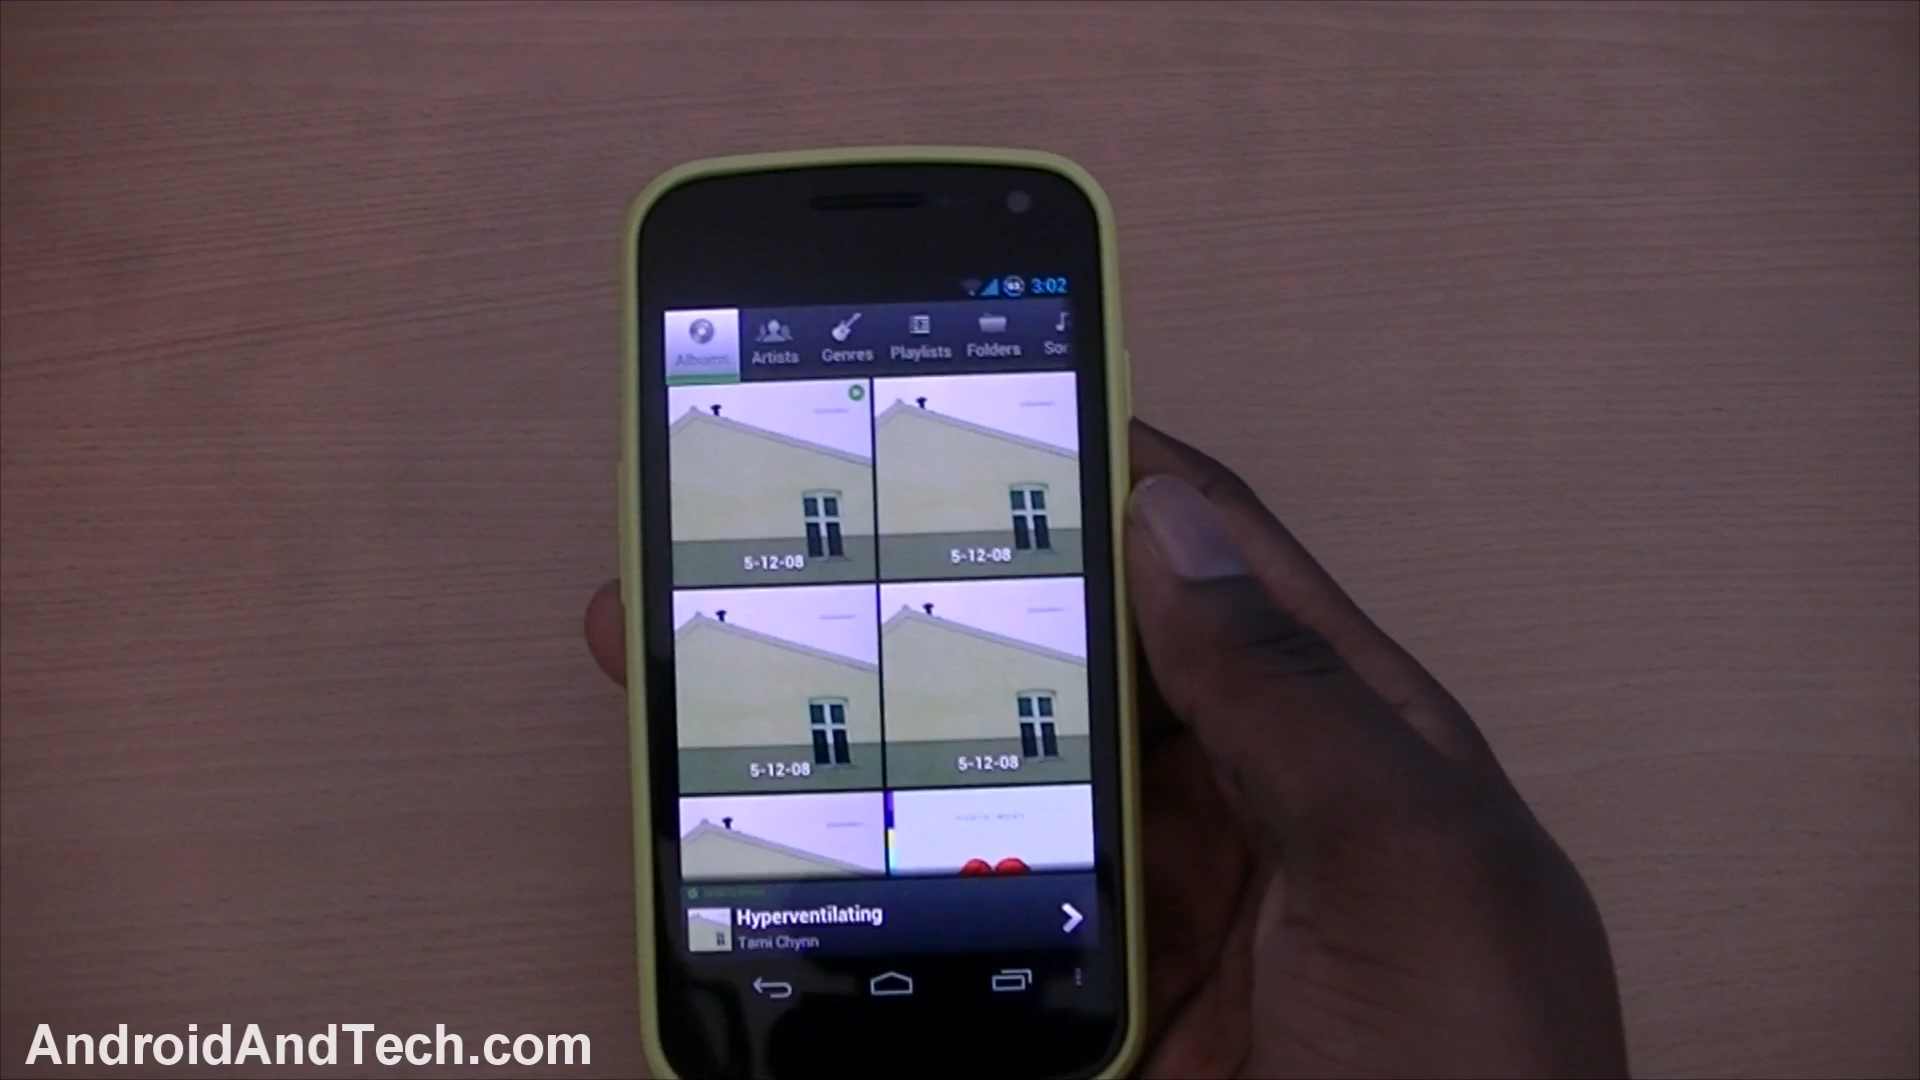 3:02
Albums Artists Genres Playlists Folders Son
5-12-08 5-12-08
5-12-08 5-12-08
Hyperventilating
Tami Chynn
AndroidAndTech.com